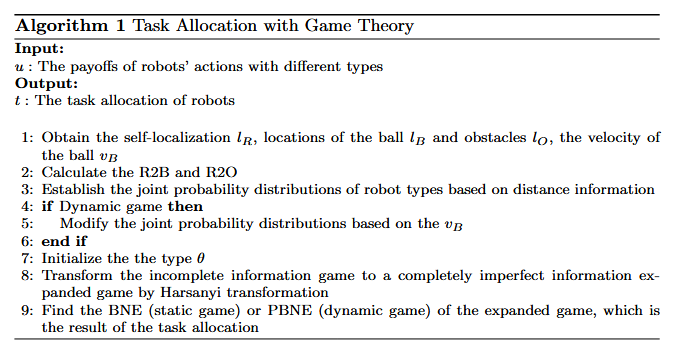 Algorithm 1 Task Allocation with Game Theory
Input:
u : The payoffs of robots' actions with different types
Output:
t : The task allocation of robots
1: Obtain the self-localization l_R, locations of the ball l_B and obstacles l_O, the velocity of
the ball v_B
2: Calculate the R2B and R2O
3: Establish the joint probability distributions of robot types based on distance information
4: if Dynamic game then
5: Modify the joint probability distributions based on the v_B
6: end if
7: Initialize the the type θ
8: Transform the incomplete information game to a completely imperfect information ex-
panded game by Harsanyi transformation
9: Find the BNE (static game) or PBNE (dynamic game) of the expanded game, which is
the result of the task allocation